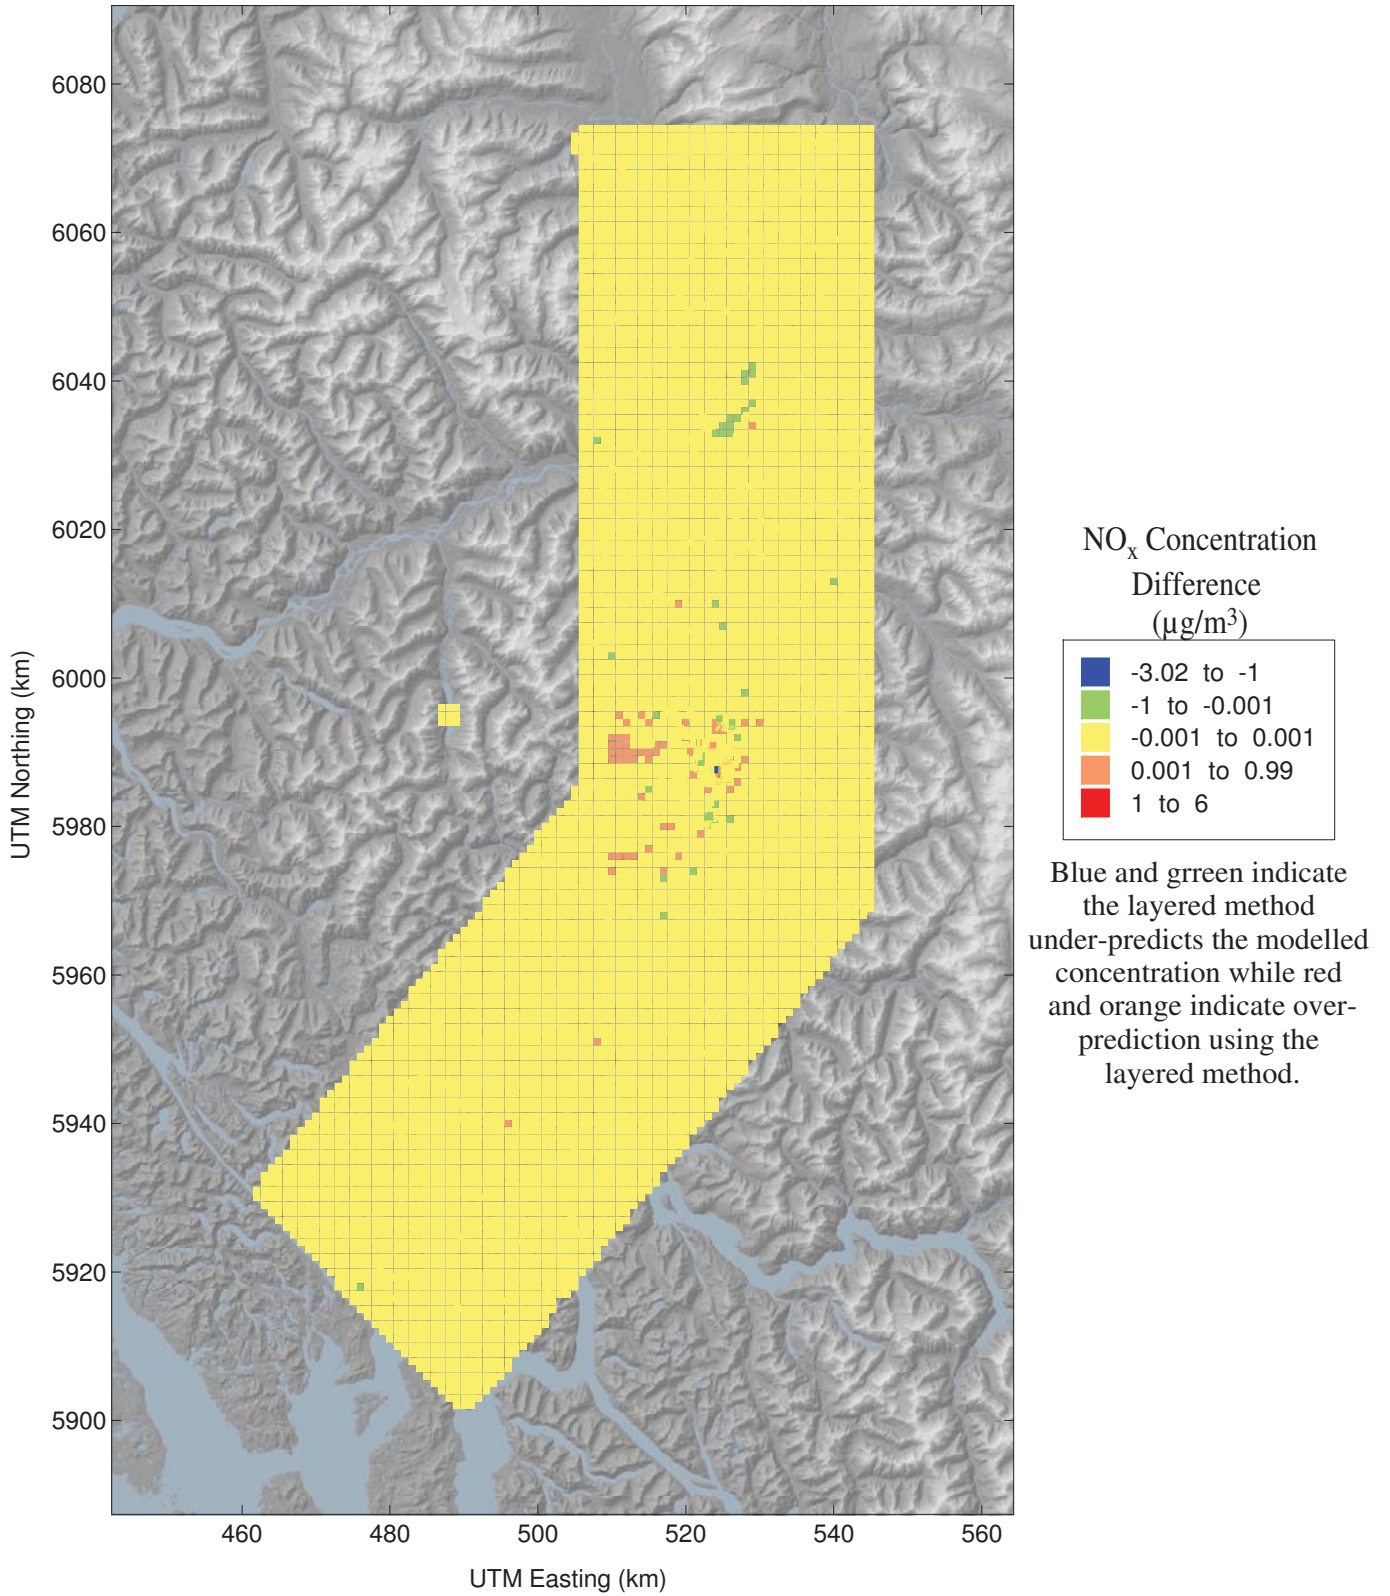 6080
6060
6040
6020
6000
5980
5960
5940
5920
5900
UTM Northing (km)
460 480 500 520 540 560
UTM Easting (km)
NOx Concentration
Difference
(µg/m³)
-3.02 to -1
-1 to -0.001
-0.001 to 0.001
0.001 to 0.99
1 to 6
Blue and grreen indicate
the layered method
under-predicts the modelled
concentration while red
and orange indicate over-
prediction using the
layered method.